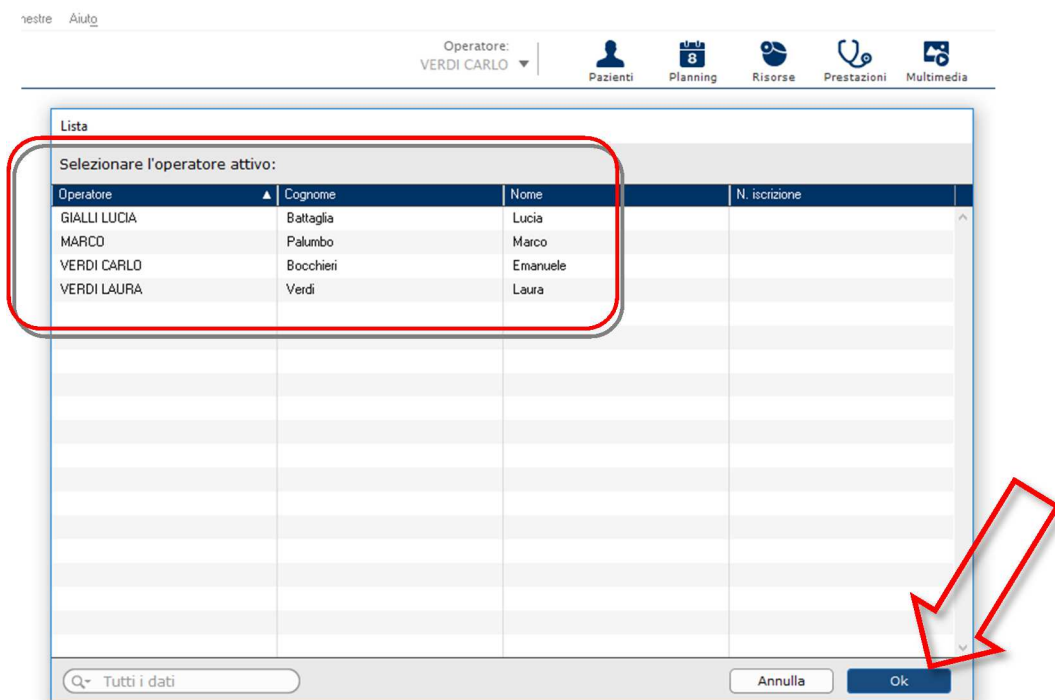 nestre Aiuto
Operatore:
VERDI CARLO
8
Pazienti Planning Risorse Prestazioni Multimedia
Lista
Selezionare l'operatore attivo:
Operatore Cognome Nome N. iscrizione
GIALLI LUCIA Battaglia Lucia
MARCO Palumbo Marco
VERDI CARLO Bocchieri Emanuele
VERDI LAURA Verdi Laura
Tutti i dati Annulla Ok